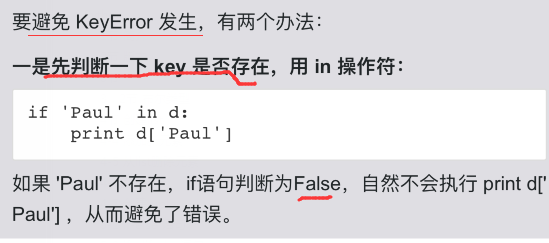 要避免 KeyError 发生，有两个办法：
一是先判断一下 key 是否存在，用 in 操作符：
if 'Paul' in d:
    print d['Paul']
如果 'Paul' 不存在，if语句判断为False，自然不会执行 print d['
Paul'] ，从而避免了错误。